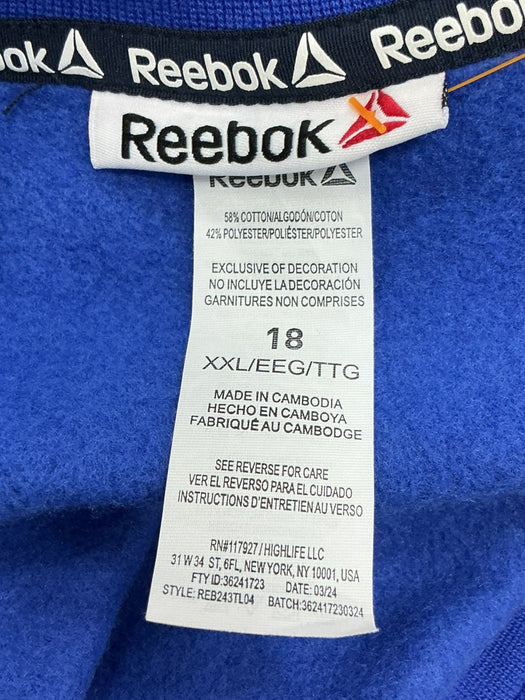 ok Reebok Reebok
Reebok
Reebok
58% COTTON/ALGODÓN/COTON
42% POLYESTER/POLIÉSTER/POLYESTER
EXCLUSIVE OF DECORATION
NO INCLUYE LA DECORACIÓN
GARNITURES NON COMPRISES
18
XXL/EEG/TTG
MADE IN CAMBODIA
HECHO EN CAMBOYA
FABRIQUÉ AU CAMBODGE
SEE REVERSE FOR CARE
VER EL REVERSO PARA EL CUIDADO
INSTRUCTIONS D'ENTRETIEN AU VERSO
RN#117927 / HIGHLIFE LLC
31 W 34 ST, 6FL, NEW YORK, NY 10001, USA
FTY ID:36241723 DATE: 03/24
STYLE: REB243TL04 BATCH:362417230324